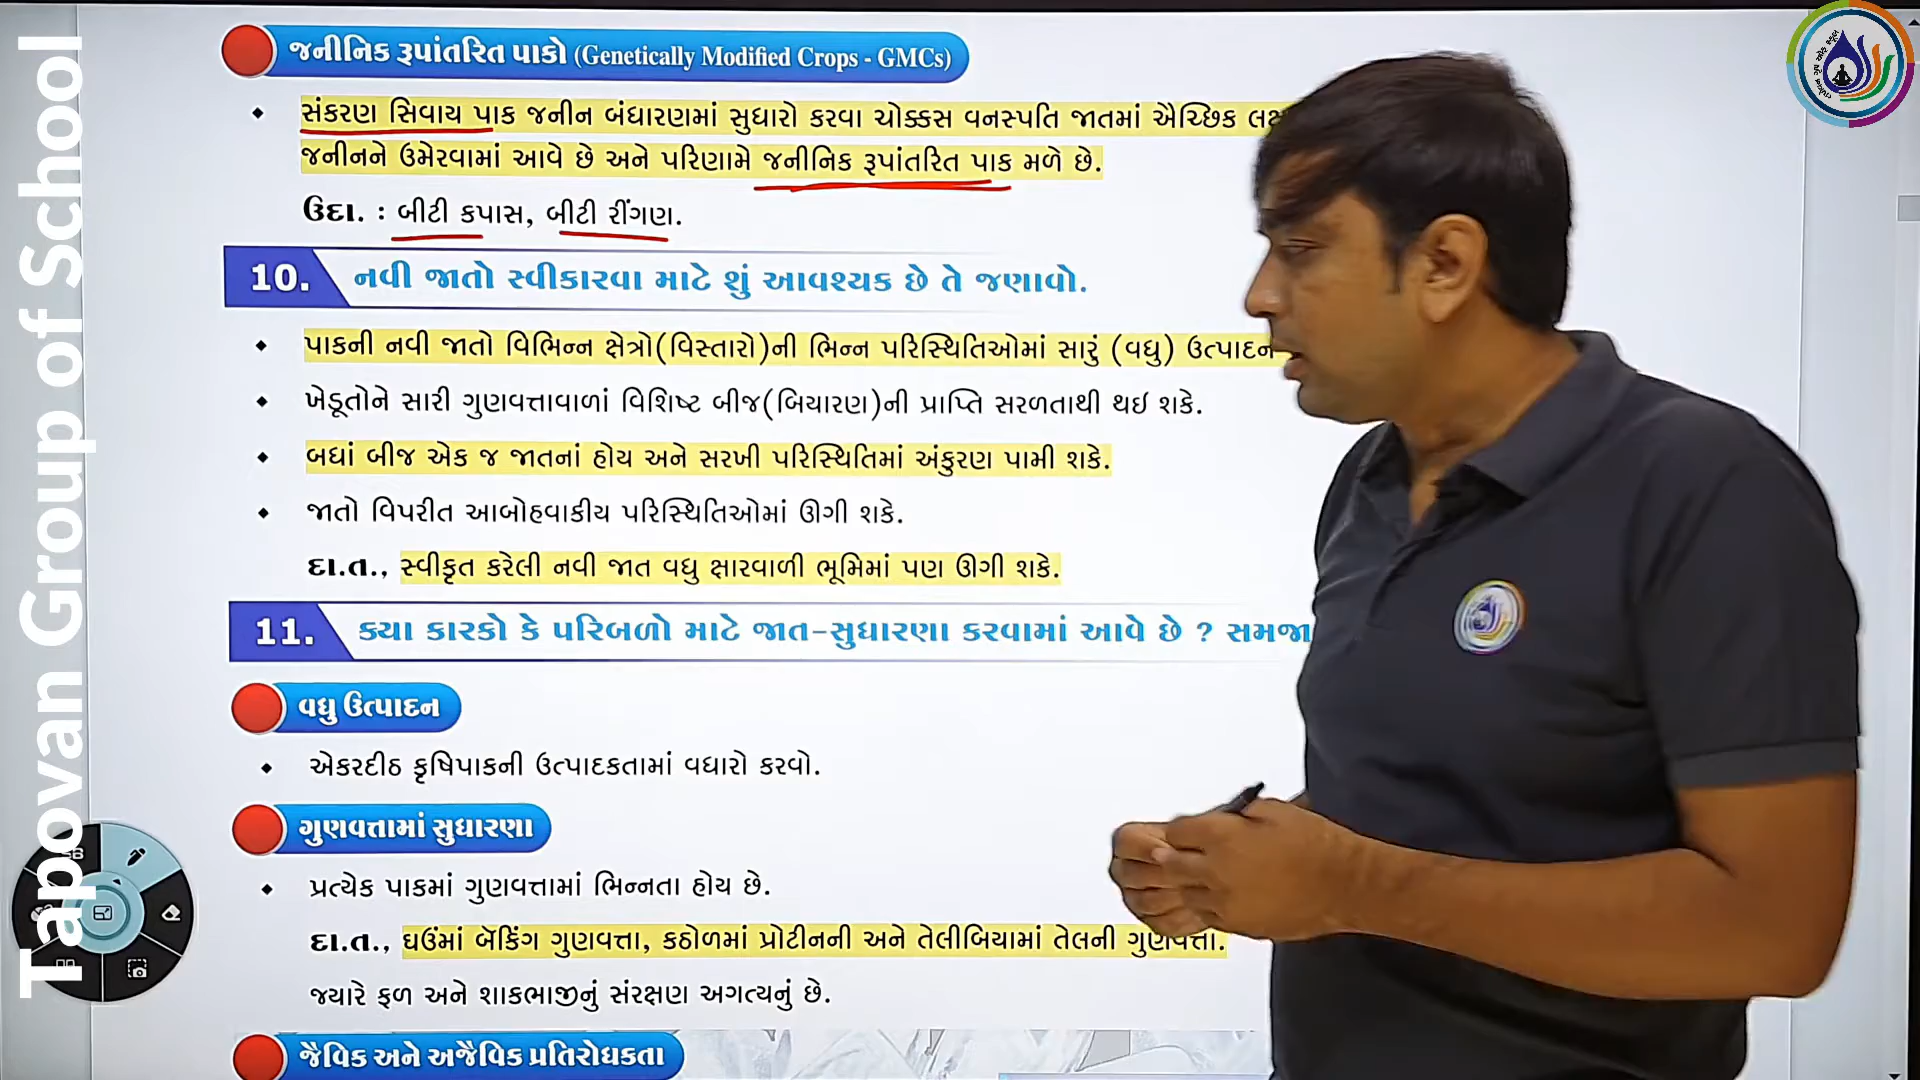 Tapovan Group of School
જનીનિક રૂપાંતરિત પાકો (Genetically Modified Crops - GMCs)
સંકરણ સિવાય પાક જનીન બંધારણમાં સુધારો કરવા ચોક્કસ વનસ્પતિ જાતમાં ઐચ્છિક
જનીનને ઉમેરવામાં આવે છે અને પરિણામે જનીનિક રૂપાંતરિત પાક મળે છે.
ઉદા. : બીટી કપાસ, બીટી રીંગણ.
10. નવી જાતો સ્વીકારવા માટે શું આવશ્યક છે તે જણાવો.
પાકની નવી જાતો વિભિન્ન ક્ષેત્રો(વિસ્તારો)ની ભિન્ન પરિસ્થિતિઓમાં સારું (વધુ) ઉત્પાદન
ખેડૂતોને સારી ગુણવત્તાવાળાં વિશિષ્ટ બીજ(બિયારણ)ની પ્રાપ્તિ સરળતાથી થઇ શકે.
બધાં બીજ એક જ જાતનાં હોય અને સરખી પરિસ્થિતિમાં અંકુરણ પામી શકે.
જાતો વિપરીત આબોહવાકીય પરિસ્થિતિઓમાં ઊગી શકે.
દા.ત., સ્વીકૃત કરેલી નવી જાત વધુ ક્ષારવાળી ભૂમિમાં પણ ઊગી શકે.
11. ક્યા કારકો કે પરિબળો માટે જાત-સુધારણા કરવામાં આવે છે ? સમજા
વધુ ઉત્પાદન
એકરદીઠ કૃષિપાકની ઉત્પાદકતામાં વધારો કરવો.
ગુણવત્તામાં સુધારણા
પ્રત્યેક પાકમાં ગુણવત્તામાં ભિન્નતા હોય છે.
દા.ત., ઘઉંમાં બૅકિંગ ગુણવત્તા, કઠોળમાં પ્રોટીનની અને તેલીબિયામાં તેલની ગુણવત્તા.
જ્યારે ફળ અને શાકભાજીનું સંરક્ષણ અગત્યનું છે.
જૈવિક અને અજૈવિક પ્રતિરોધકતા